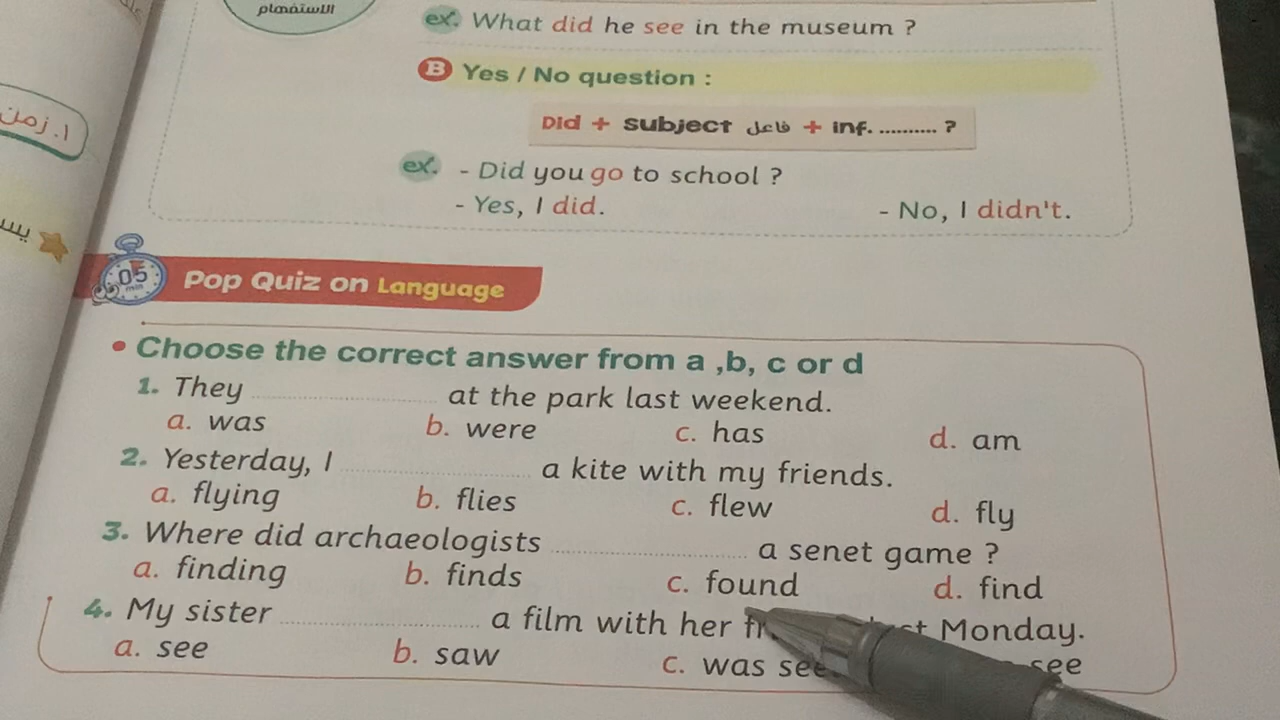 الاستفهام
ex. What did he see in the museum ?
B Yes / No question :
Did + subject فاعل + inf. .......... ?
ex. - Did you go to school ?
- Yes, I did. - No, I didn't.
١. زمن
05 min
Pop Quiz on Language
• Choose the correct answer from a ,b, c or d
1. They .......... at the park last weekend.
a. was b. were c. has d. am
2. Yesterday, I .......... a kite with my friends.
a. flying b. flies c. flew d. fly
3. Where did archaeologists .......... a senet game ?
a. finding b. finds c. found d. find
4. My sister .......... a film with her Monday.
a. see b. saw c. was see